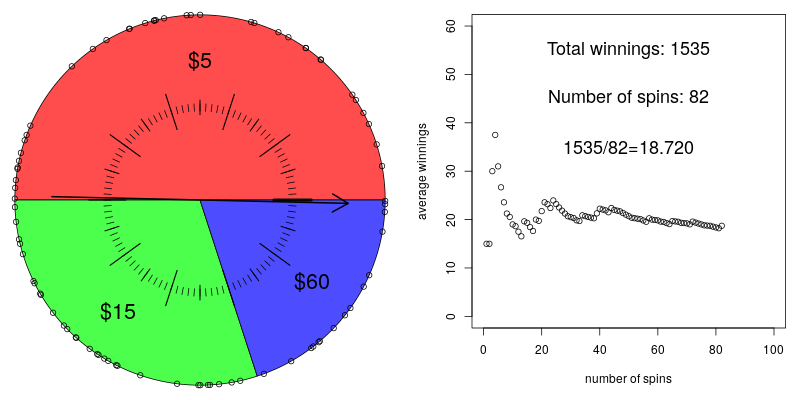 $5
$15
$60
Total winnings: 1535
Number of spins: 82
1535/82=18.720
average winnings
60
50
40
30
20
10
0
0 20 40 60 80 100
number of spins